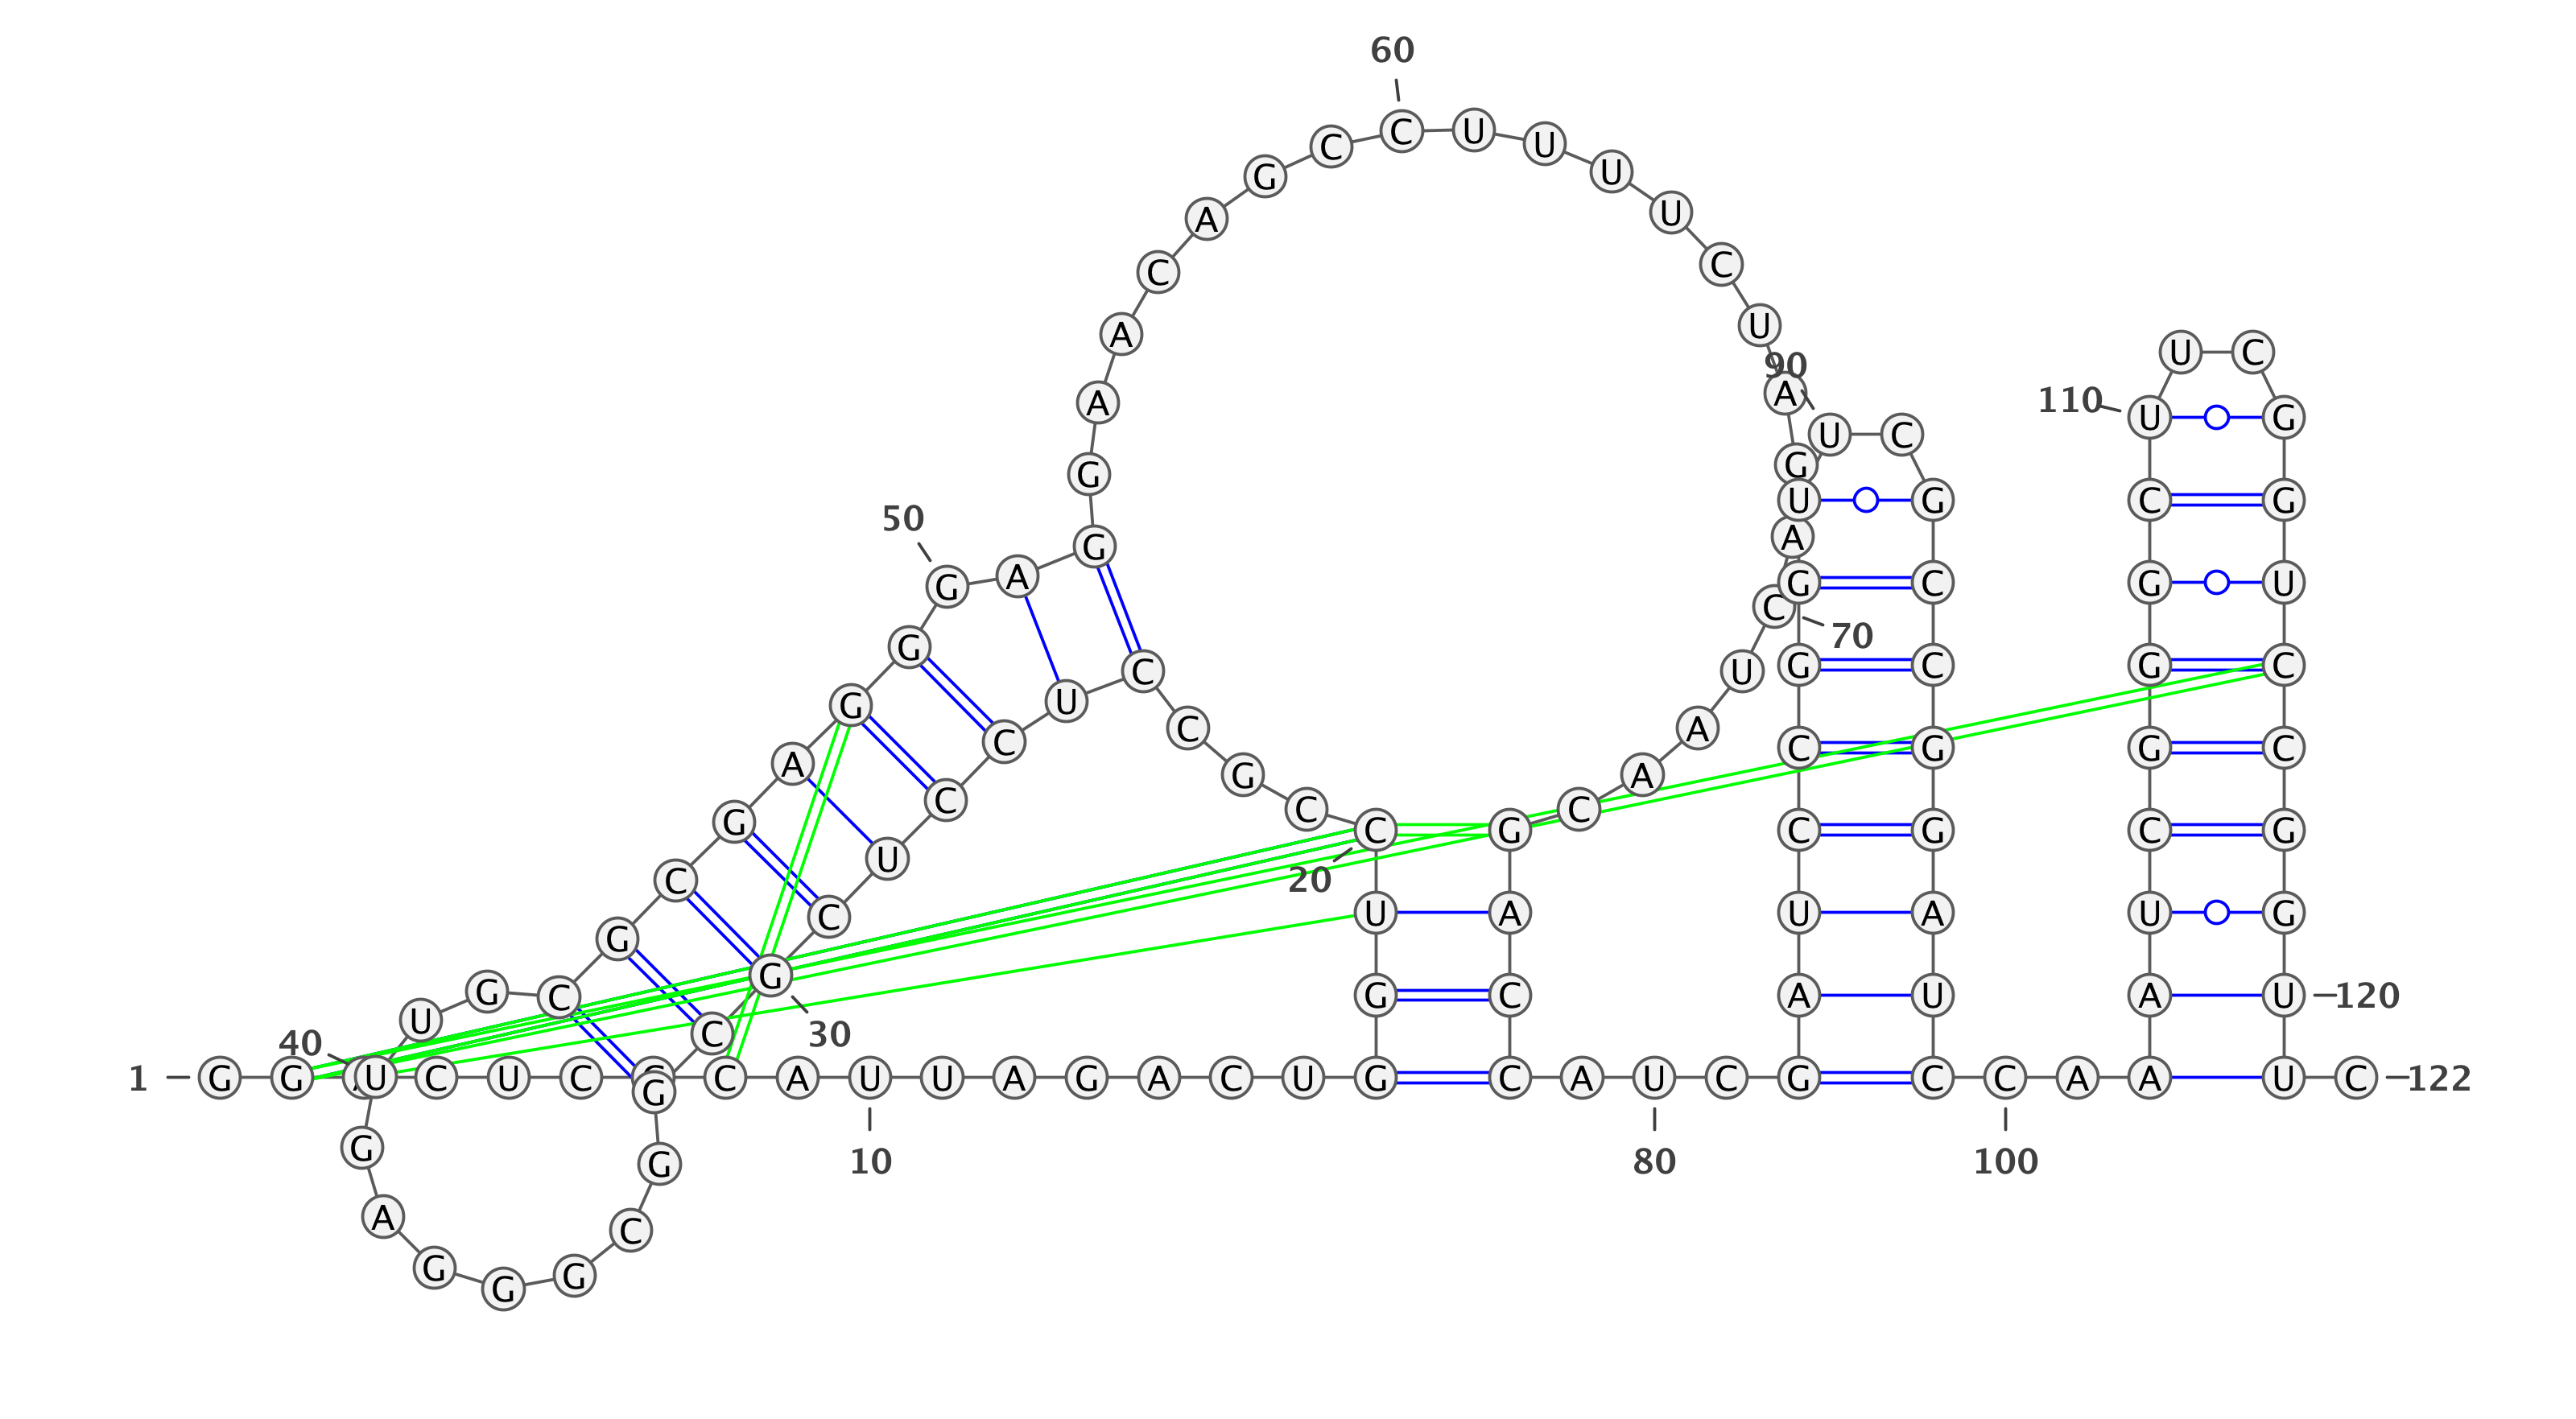 60
G C C U U U
A U
C C
A U U C
90
A A 110 U G
U C
G G
50 U G C G
G A
G A G C G U
C 70
G C U G C G C
G U
C U A
C C G G C
A G A
C C
G C G C G C G
20
C U
G C U A U A U G
G
G C A U G C A U 120
U G C
40 C 30
1 G G U C U C G C A U U A G A C U G C A U C G C C A A U C 122
G 10 80 100
G
A C
G G
G